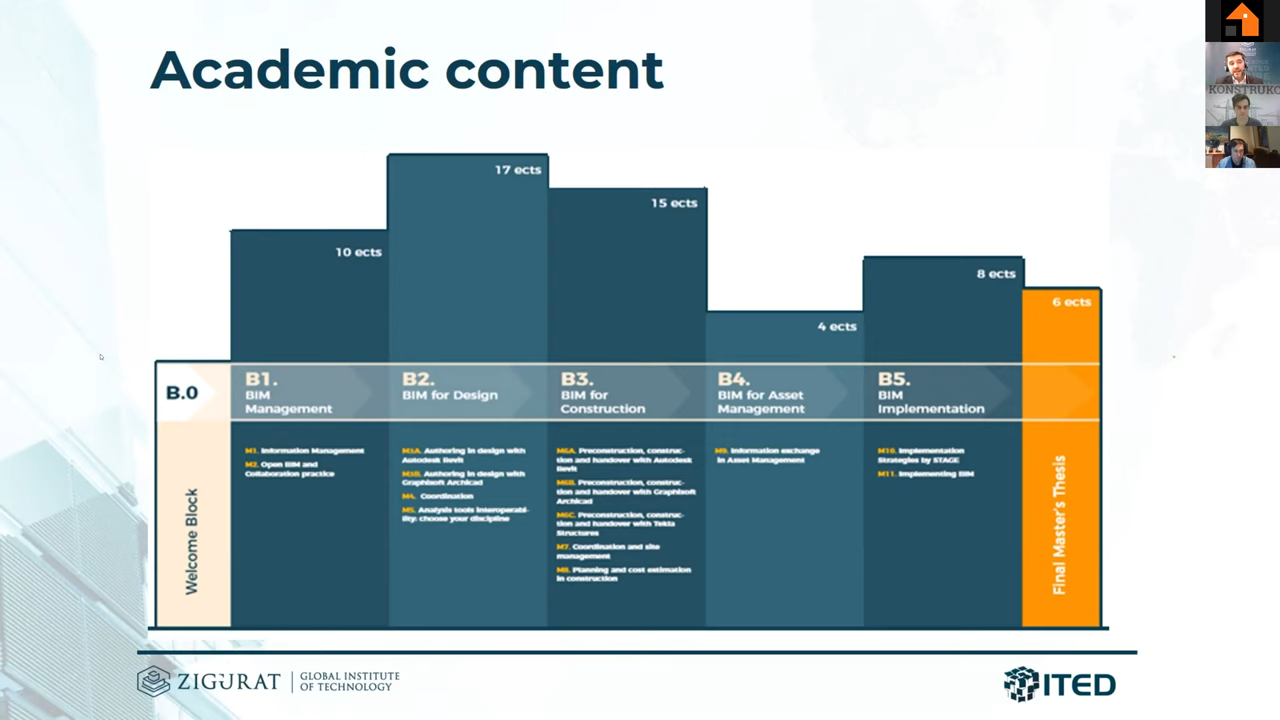 Academic content
17 ects
15 ects
10 ects
8 ects
6 ects
4 ects
B.0
Welcome Block
B1.
BIM
Management
M1. Information Management
M2. Open BIM and
Collaboration practice
B2.
BIM for Design
M3A. Authoring in design with
Autodesk Revit
M3B. Authoring in design with
Graphisoft Archicad
M4. Coordination
M5. Analysis tools interoperabi-
lity: choose your discipline
B3.
BIM for
Construction
M6A. Preconstruction, construc-
tion and handover with Autodesk
Revit
M6B. Preconstruction, construc-
tion and handover with Graphisoft
Archicad
M6C. Preconstruction, construc-
tion and handover with Tekla
Structures
M7. Coordination and site
management
M8. Planning and cost estimation
in construction
B4.
BIM for Asset
Management
M9. Information exchange
in Asset Management
B5.
BIM
Implementation
M10. Implementation
Strategies by STAGE
M11. Implementing BIM
Final Master's Thesis
ZIGURAT
GLOBAL INSTITUTE
OF TECHNOLOGY
ITED
KONSTRUKC